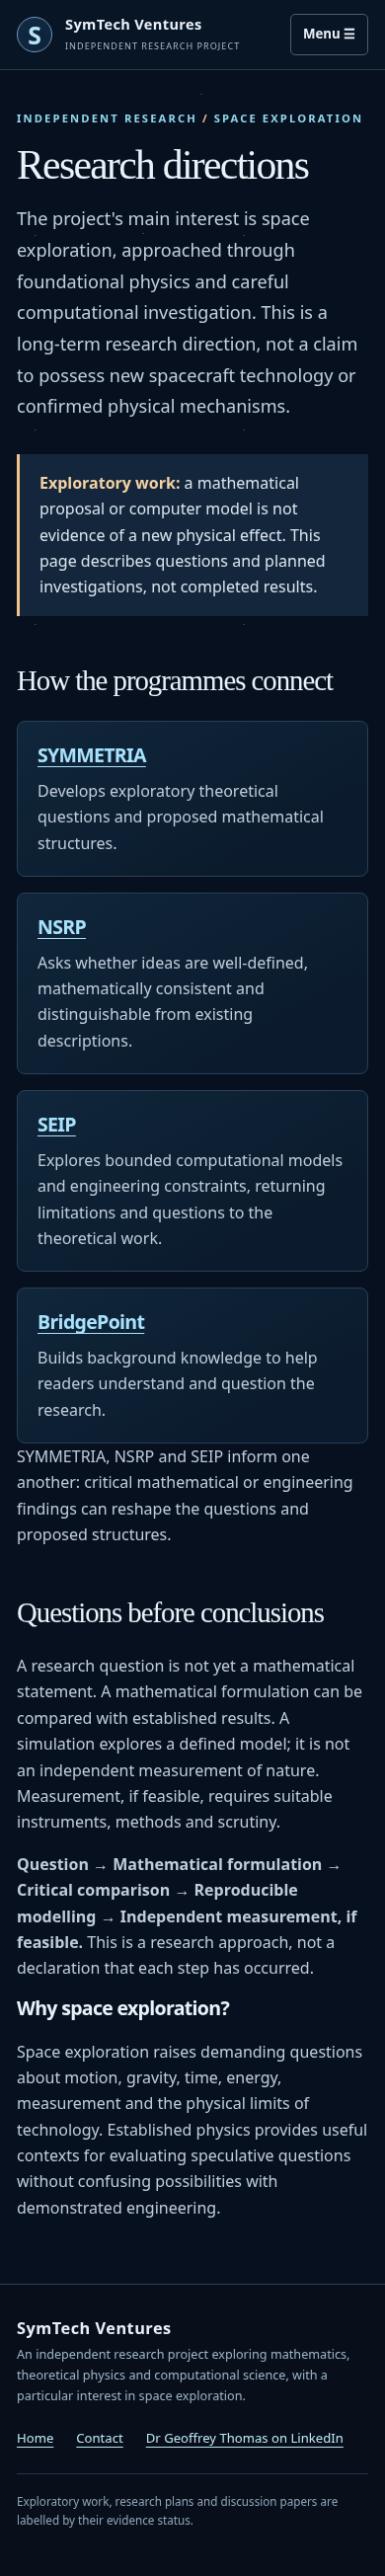 S
SymTech Ventures
INDEPENDENT RESEARCH PROJECT
Menu ☰
INDEPENDENT RESEARCH / SPACE EXPLORATION
Research directions
The project's main interest is space
exploration, approached through
foundational physics and careful
computational investigation. This is a
long-term research direction, not a claim
to possess new spacecraft technology or
confirmed physical mechanisms.
Exploratory work: a mathematical
proposal or computer model is not
evidence of a new physical effect. This
page describes questions and planned
investigations, not completed results.
How the programmes connect
SYMMETRIA
Develops exploratory theoretical
questions and proposed mathematical
structures.
NSRP
Asks whether ideas are well-defined,
mathematically consistent and
distinguishable from existing
descriptions.
SEIP
Explores bounded computational models
and engineering constraints, returning
limitations and questions to the
theoretical work.
BridgePoint
Builds background knowledge to help
readers understand and question the
research.
SYMMETRIA, NSRP and SEIP inform one
another: critical mathematical or engineering
findings can reshape the questions and
proposed structures.
Questions before conclusions
A research question is not yet a mathematical
statement. A mathematical formulation can be
compared with established results. A
simulation explores a defined model; it is not
an independent measurement of nature.
Measurement, if feasible, requires suitable
instruments, methods and scrutiny.
Question → Mathematical formulation →
Critical comparison → Reproducible
modelling → Independent measurement, if
feasible. This is a research approach, not a
declaration that each step has occurred.
Why space exploration?
Space exploration raises demanding questions
about motion, gravity, time, energy,
measurement and the physical limits of
technology. Established physics provides useful
contexts for evaluating speculative questions
without confusing possibilities with
demonstrated engineering.
SymTech Ventures
An independent research project exploring mathematics,
theoretical physics and computational science, with a
particular interest in space exploration.
Home Contact Dr Geoffrey Thomas on LinkedIn
Exploratory work, research plans and discussion papers are
labelled by their evidence status.